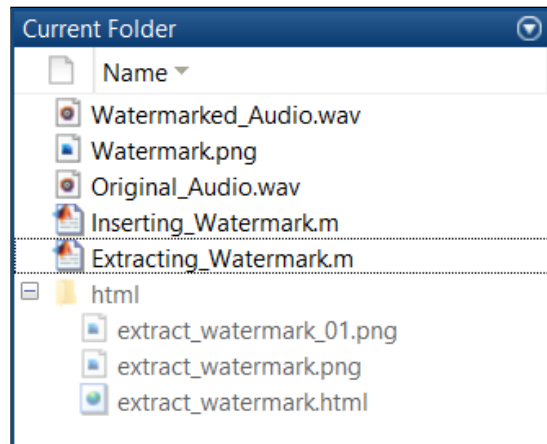 Current Folder
Name
Watermarked_Audio.wav
Watermark.png
Original_Audio.wav
Inserting_Watermark.m
Extracting_Watermark.m
html
extract_watermark_01.png
extract_watermark.png
extract_watermark.html